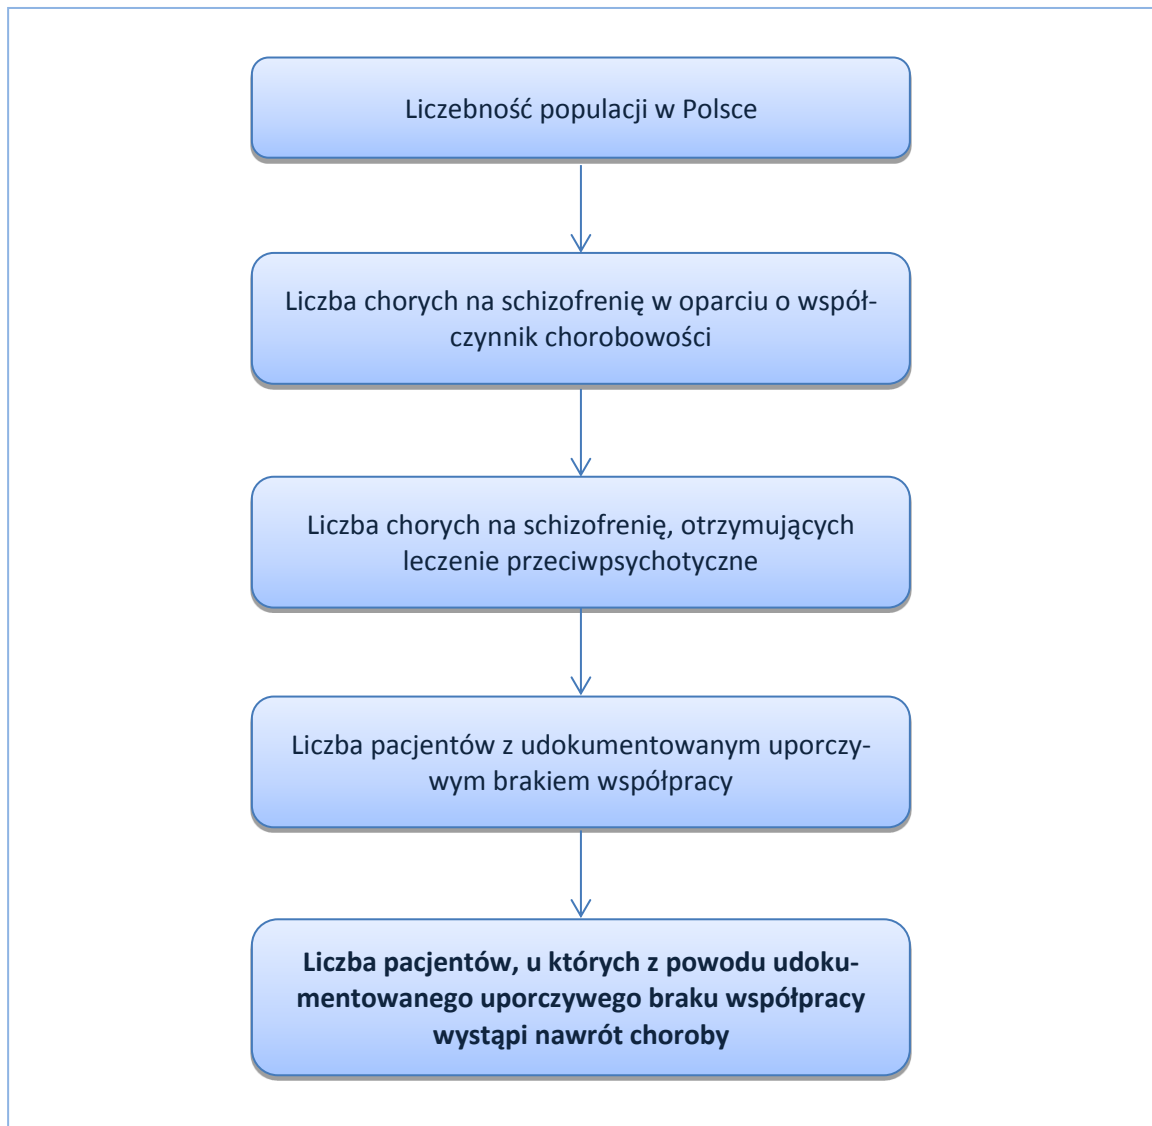 Liczebność populacji w Polsce
Liczba chorych na schizofrenię w oparciu o współ-
czynnik chorobowości
Liczba chorych na schizofrenię, otrzymujących
leczenie przeciwpsychotyczne
Liczba pacjentów z udokumentowanym uporczy-
wym brakiem współpracy
Liczba pacjentów, u których z powodu udoku-
mentowanego uporczywego braku współpracy
wystąpi nawrót choroby